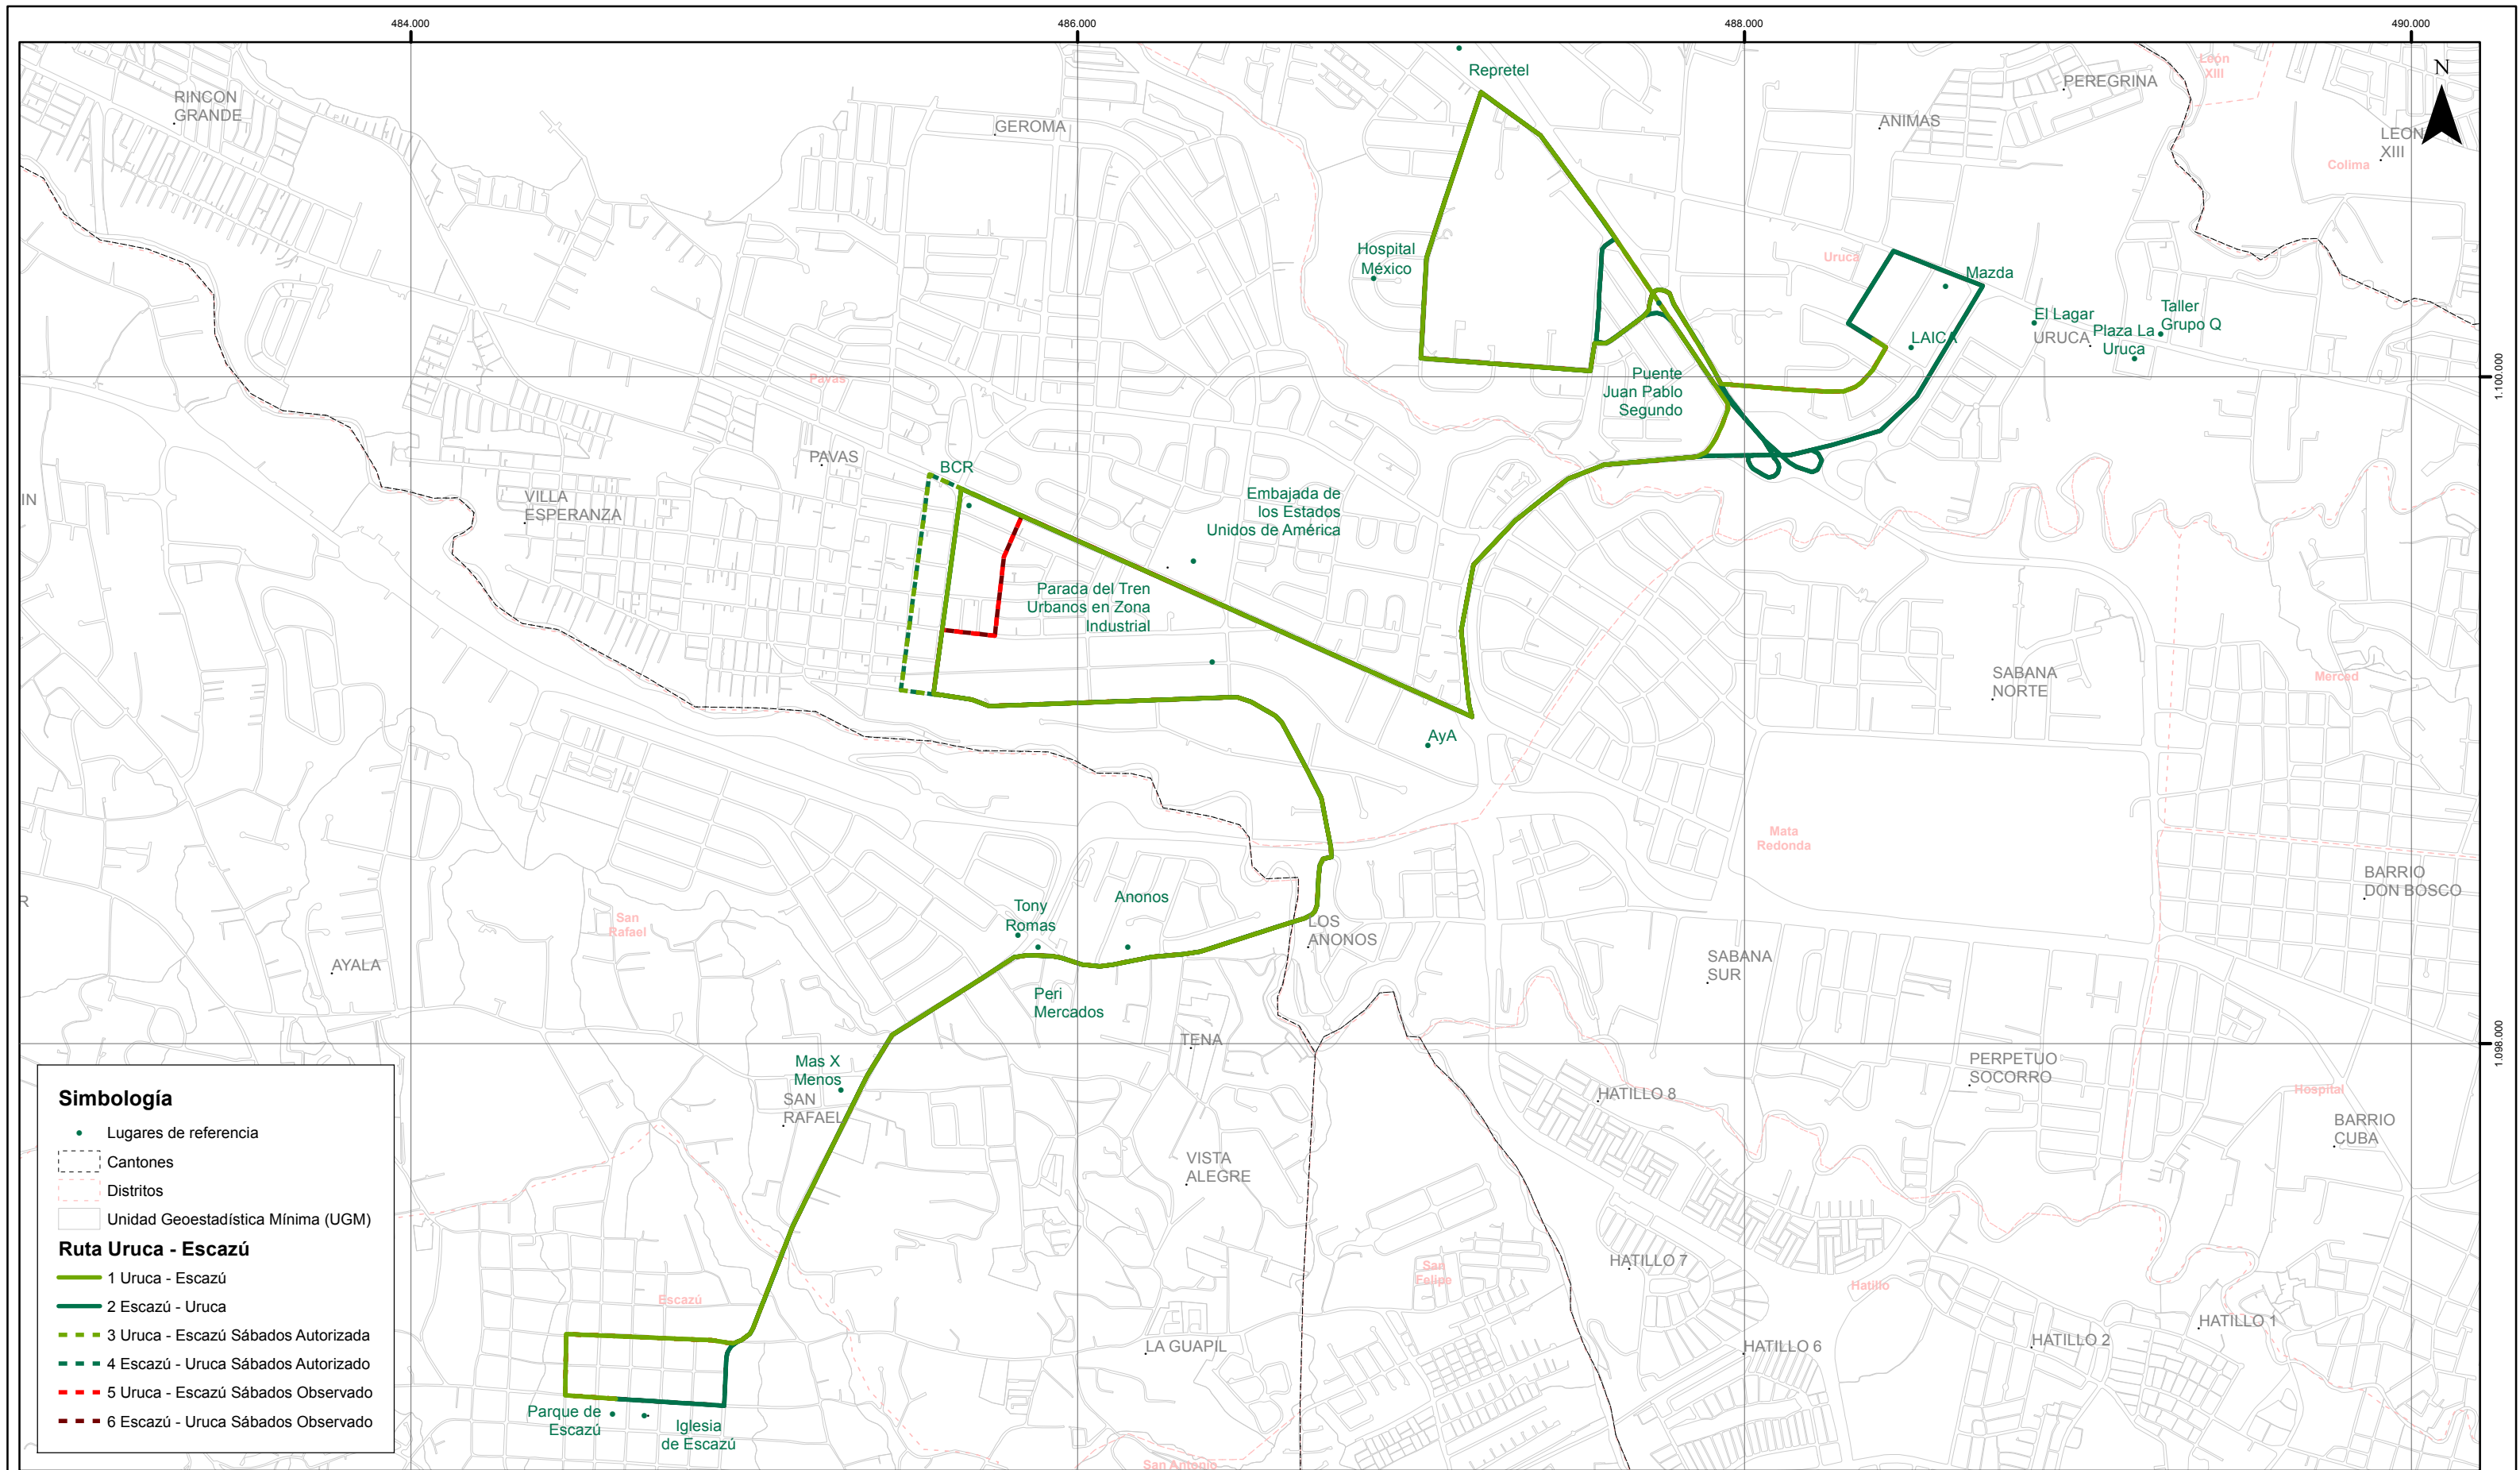 484.000
486.000
488.000
490.000
Repretel
León
XIII
N
RINCON
GRANDE
PEREGRINA
GEROMA
ANIMAS
LEON
XIII
Colima
Hospital
México
Uruca
Mazda
El Lagar
Taller
Grupo Q
Plaza La
Uruca
URUCA
LAICA
Pavas
Puente
Juan Pablo
Segundo
1.100.000
PAVAS
BCR
IN
VILLA
ESPERANZA
Embajada de
los Estados
Unidos de América
Parada del Tren
Urbanos en Zona
Industrial
SABANA
NORTE
Merced
AyA
Mata
Redonda
BARRIO
DON BOSCO
R
San
Rafael
Tony
Romas
Anonos
LOS
ANONOS
AYALA
SABANA
SUR
Peri
Mercados
TENA
1.098.000
Mas X
Menos
SAN
RAFAEL
PERPETUO
SOCORRO
HATILLO 8
Hospital
BARRIO
CUBA
VISTA
ALEGRE
HATILLO 7
San
Felipe
Hatillo
Escazú
HATILLO 1
LA GUAPIL
HATILLO 6
HATILLO 2
Parque de
Escazú
Iglesia
de Escazú
San Antonio
Simbología
Lugares de referencia
Cantones
Distritos
Unidad Geoestadística Mínima (UGM)
Ruta Uruca - Escazú
1 Uruca - Escazú
2 Escazú - Uruca
3 Uruca - Escazú Sábados Autorizada
4 Escazú - Uruca Sábados Autorizado
5 Uruca - Escazú Sábados Observado
6 Escazú - Uruca Sábados Observado